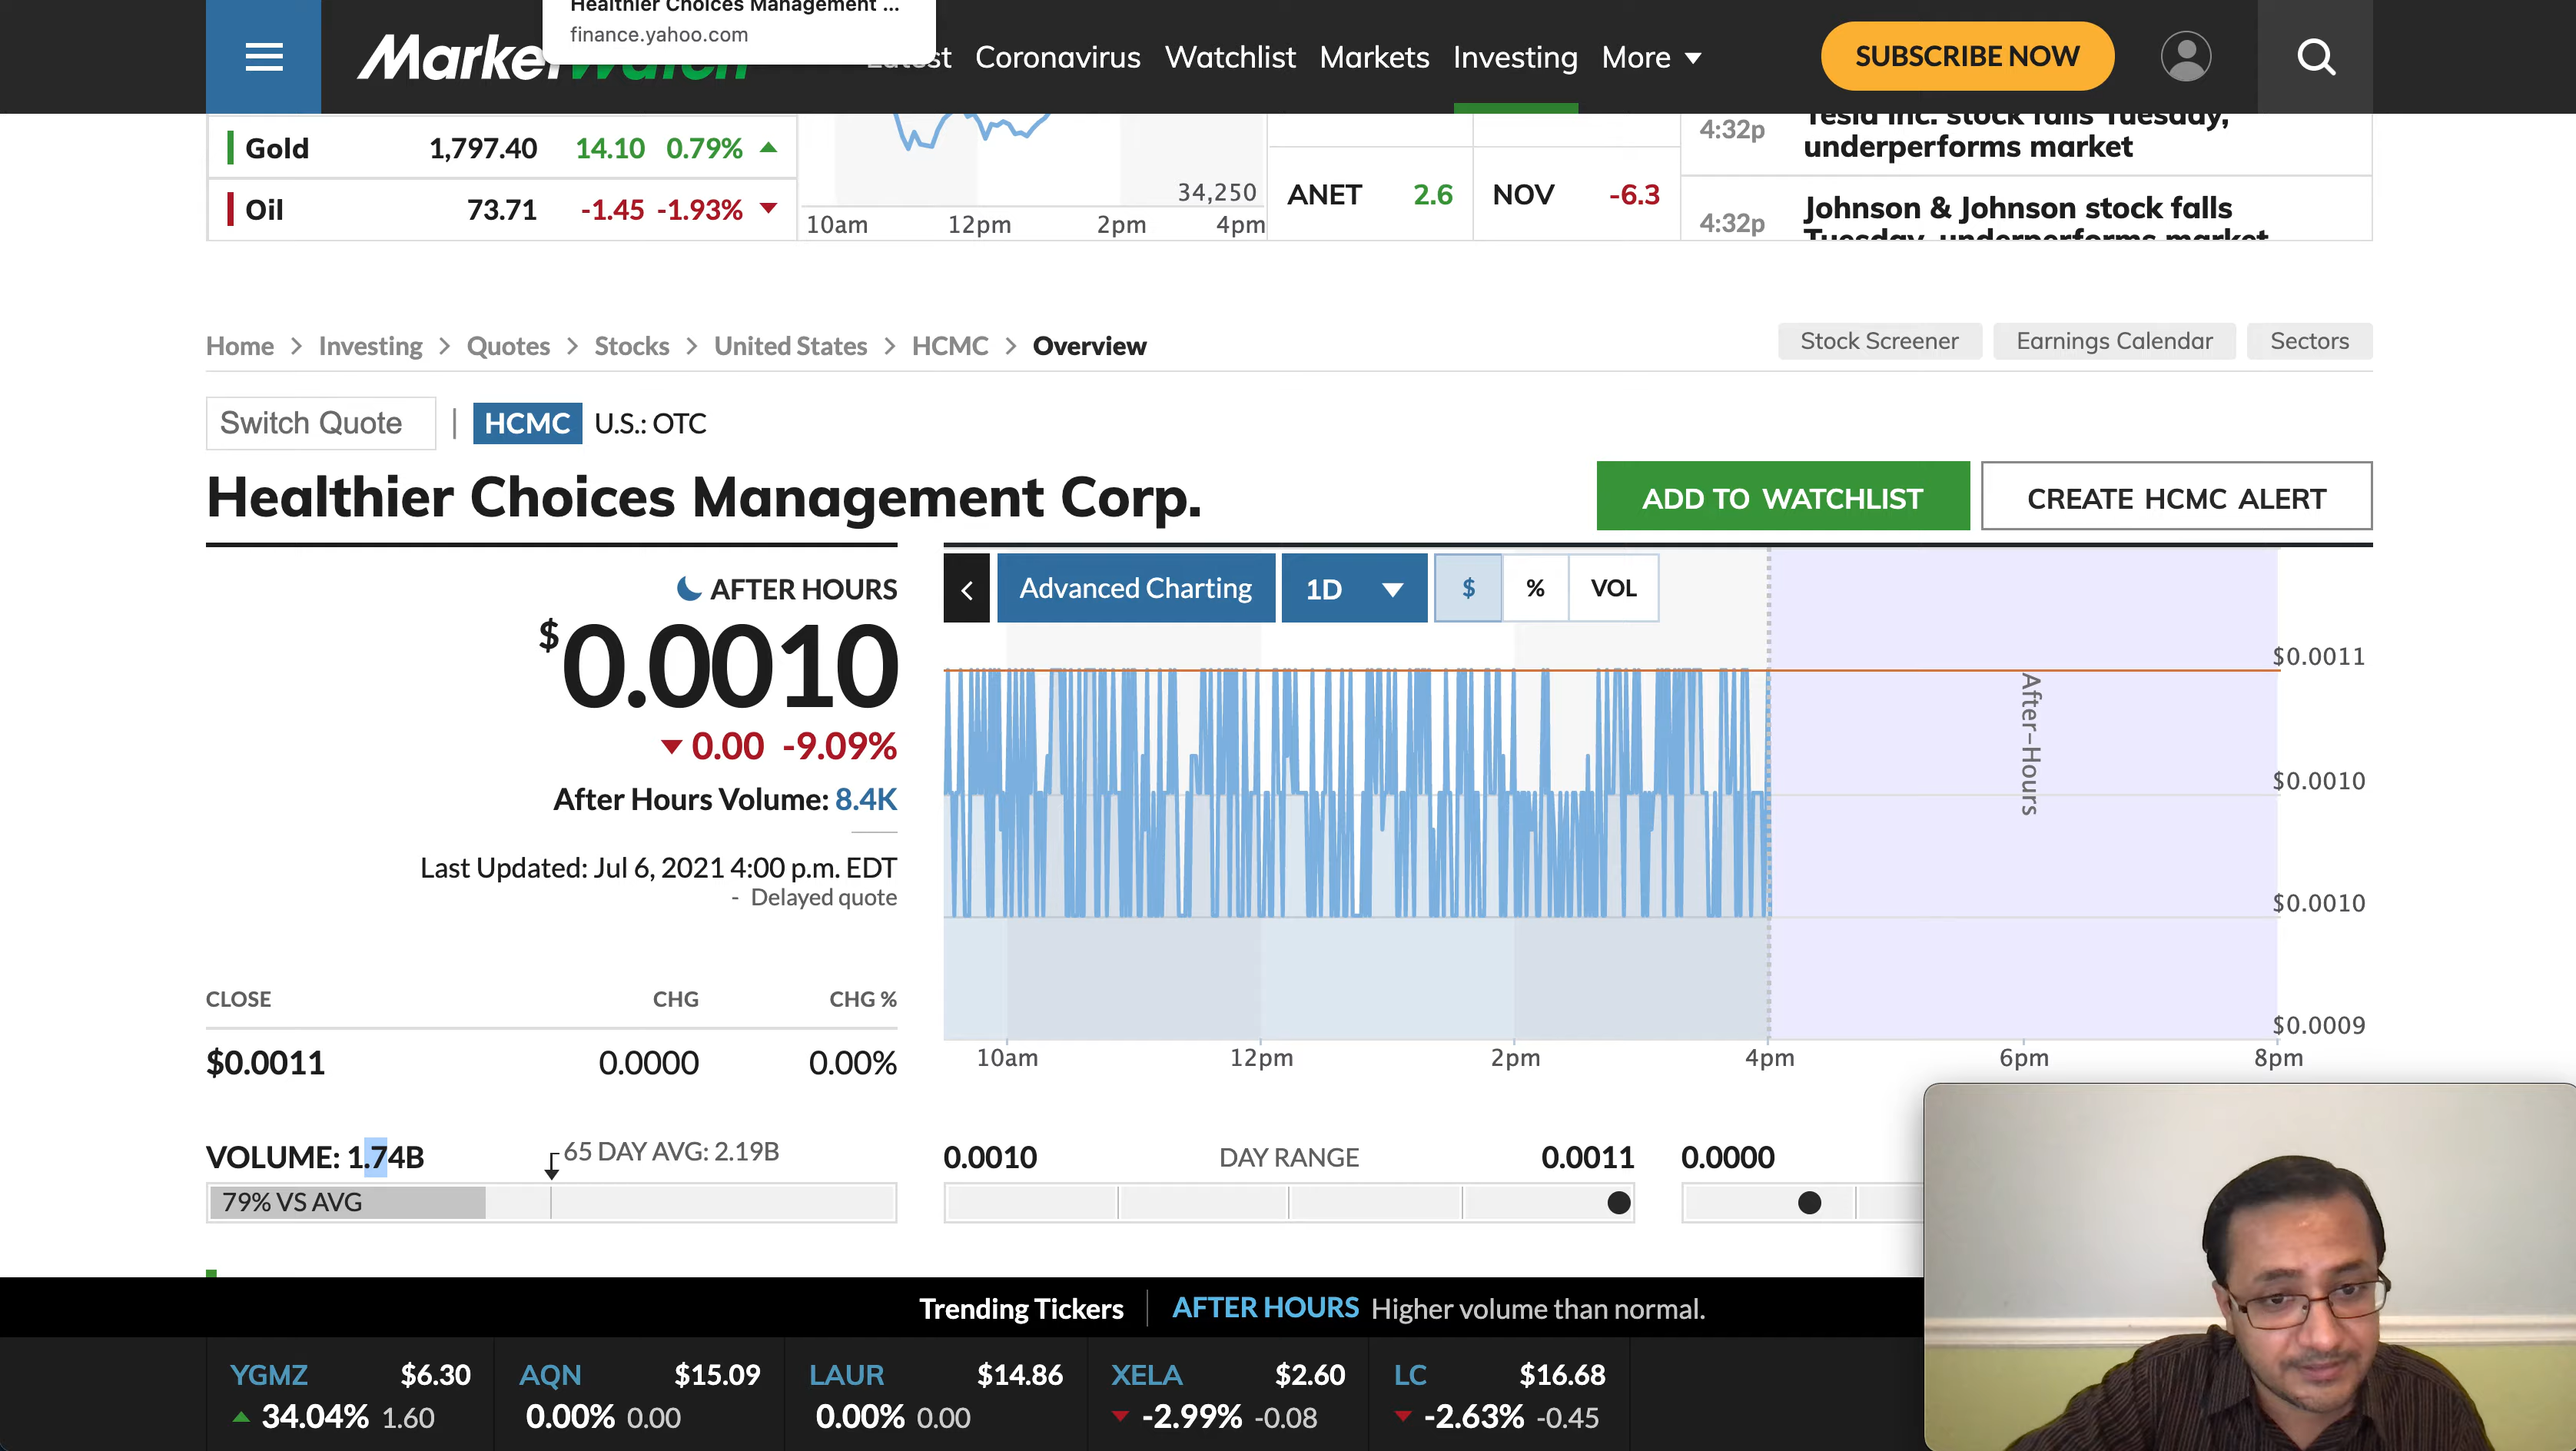 Healthier Choices Management ...
finance.yahoo.com
Latest Coronavirus Watchlist Markets Investing More
SUBSCRIBE NOW
MarketWatch
Gold 1,797.40 14.10 0.79%
Oil 73.71 -1.45 -1.93%
34,250
10am 12pm 2pm 4pm
ANET 2.6 NOV -6.3
4:32p Tesla Inc. stock falls Tuesday,
underperforms market
4:32p Johnson & Johnson stock falls
Tuesday, underperforms market
Home > Investing > Quotes > Stocks > United States > HCMC > Overview
Stock Screener Earnings Calendar Sectors
Switch Quote | HCMC U.S.: OTC
Healthier Choices Management Corp.
ADD TO WATCHLIST CREATE HCMC ALERT
AFTER HOURS
$0.0010
0.00 -9.09%
After Hours Volume: 8.4K
Last Updated: Jul 6, 2021 4:00 p.m. EDT
- Delayed quote
CLOSE CHG CHG %
$0.0011 0.0000 0.00%
Advanced Charting 1D $ % VOL
$0.0011
$0.0010
$0.0010
$0.0009
After-Hours
10am 12pm 2pm 4pm 6pm 8pm
VOLUME: 1.74B 65 DAY AVG: 2.19B
79% VS AVG
0.0010 DAY RANGE 0.0011 0.0000
Trending Tickers AFTER HOURS Higher volume than normal.
YGMZ $6.30 AQN $15.09 LAUR $14.86 XELA $2.60 LC $16.68
34.04% 1.60 0.00% 0.00 0.00% 0.00 -2.99% -0.08 -2.63% -0.45